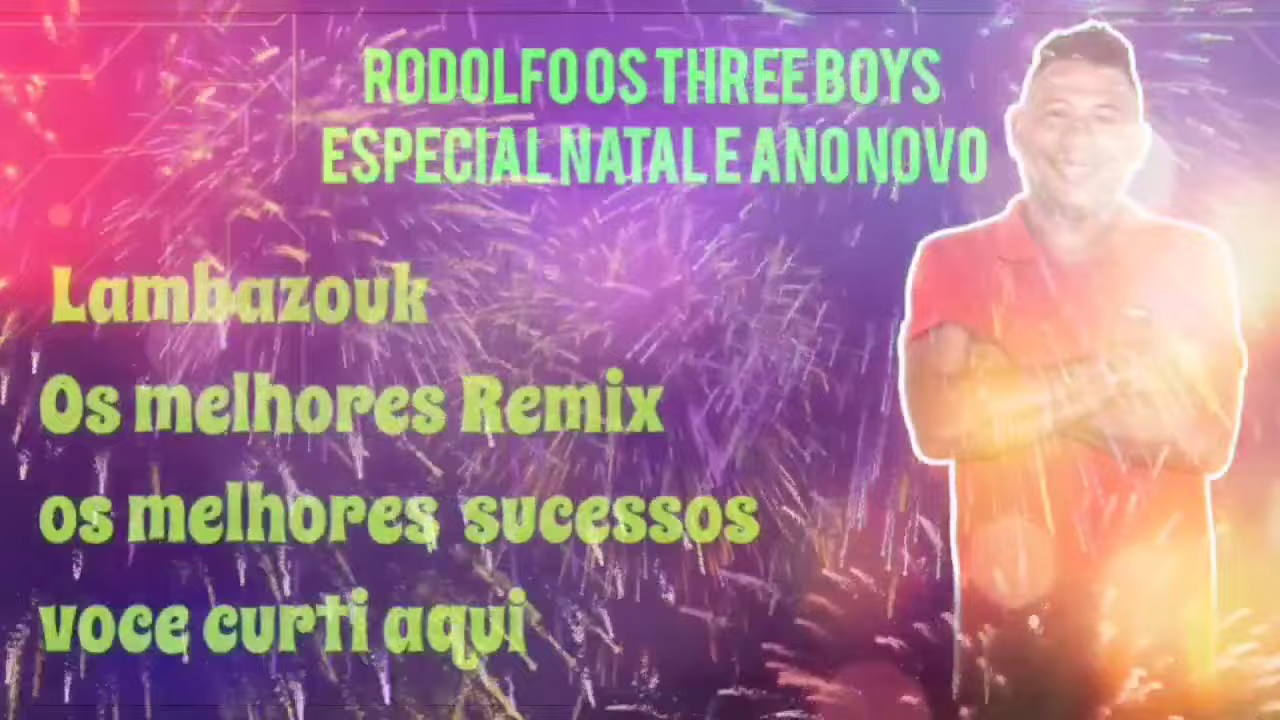 RODOLFO OS THREE BOYS
ESPECIAL NATAL E ANO NOVO
Lambazouk
Os melhores Remix
os melhores sucessos
voce curti aqui